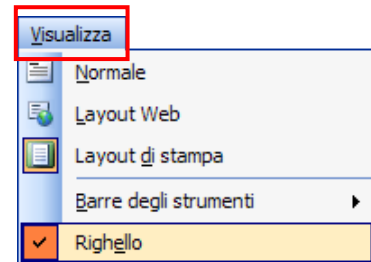 Visualizza
Normale
Layout Web
Layout di stampa
Barre degli strumenti
Righello